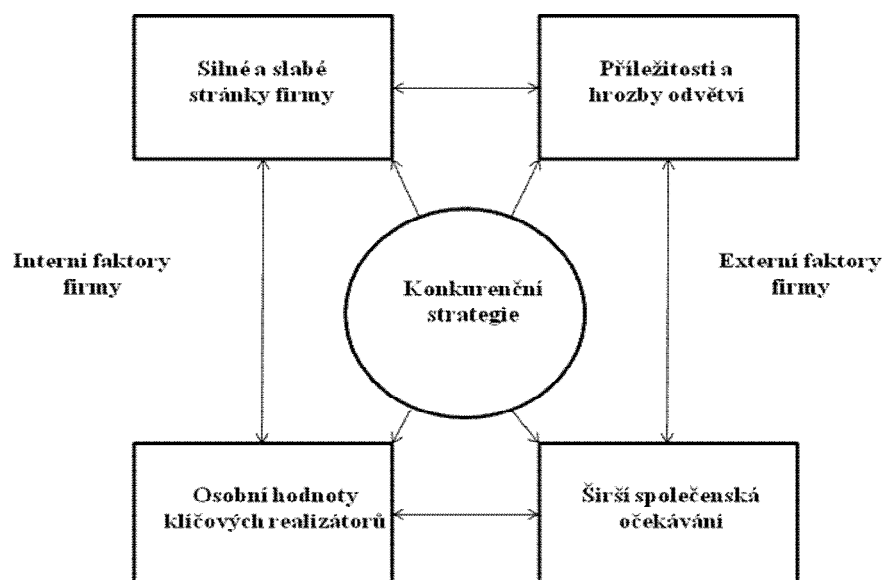 Silné a slabé
stránky firmy
Příležitosti a
hrozby odvětví
Interní faktory
firmy
Konkurenční
strategie
Externí faktory
firmy
Osobní hodnoty
klíčových realizátorů
Širší společenská
očekávání